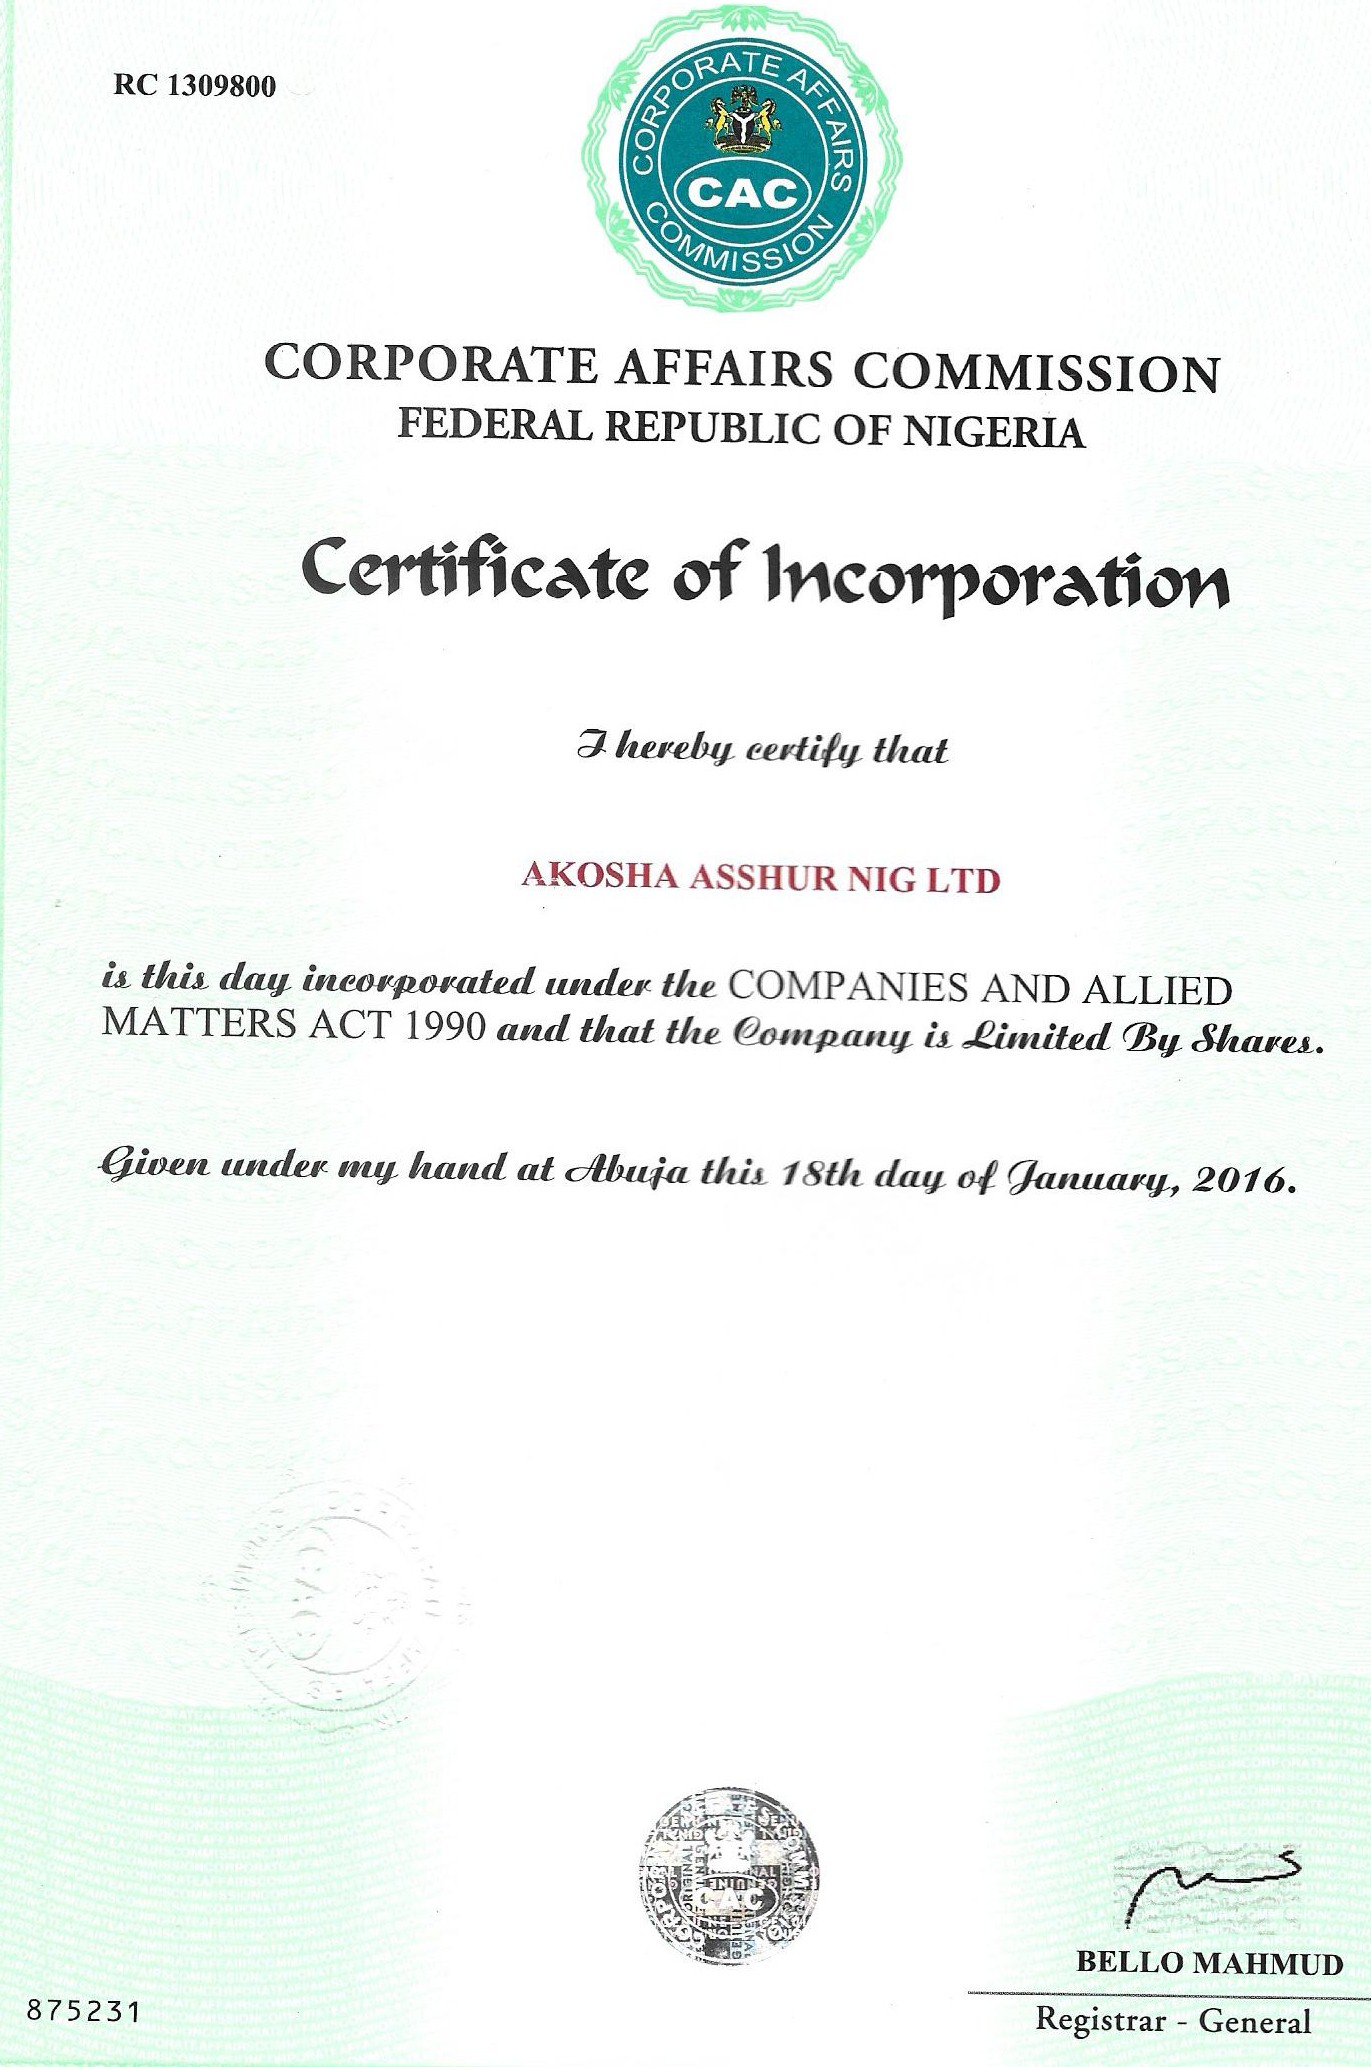 RC 1309800
CORPORATE AFFAIRS COMMISSION
CAC
CORPORATE AFFAIRS COMMISSION
FEDERAL REPUBLIC OF NIGERIA
Certificate of Incorporation
I hereby certify that
AKOSHA ASSHUR NIG LTD
is this day incorporated under the COMPANIES AND ALLIED
MATTERS ACT 1990 and that the Company is Limited By Shares.
Given under my hand at Abuja this 18th day of January, 2016.
CAC
BELLO MAHMUD
Registrar - General
875231